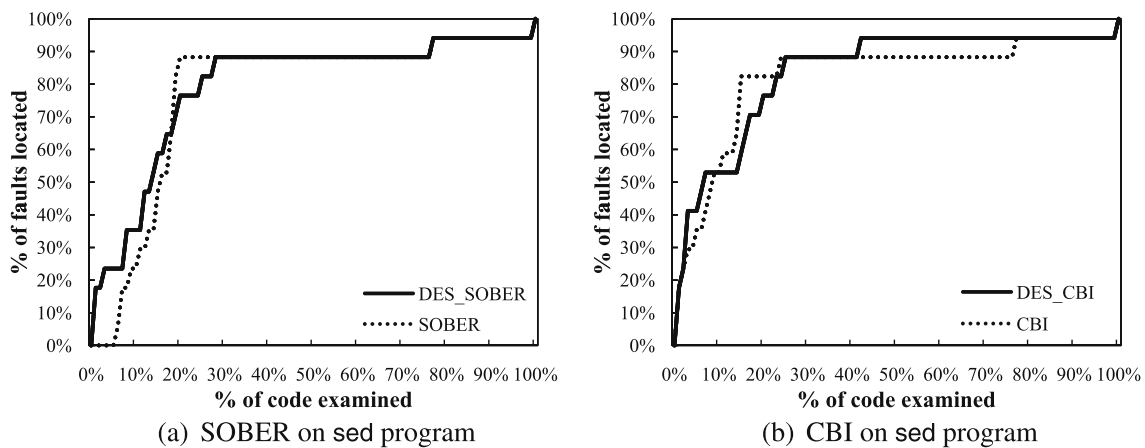 100%
90%
80%
70%
60%
50%
40%
30%
20%
10%
0%
% of faults located
DES_SOBER
SOBER
0% 10% 20% 30% 40% 50% 60% 70% 80% 90% 100%
% of code examined
(a) SOBER on sed program
100%
90%
80%
70%
60%
50%
40%
30%
20%
10%
0%
% of faults located
DES_CBI
CBI
0% 10% 20% 30% 40% 50% 60% 70% 80% 90% 100%
% of code examined
(b) CBI on sed program